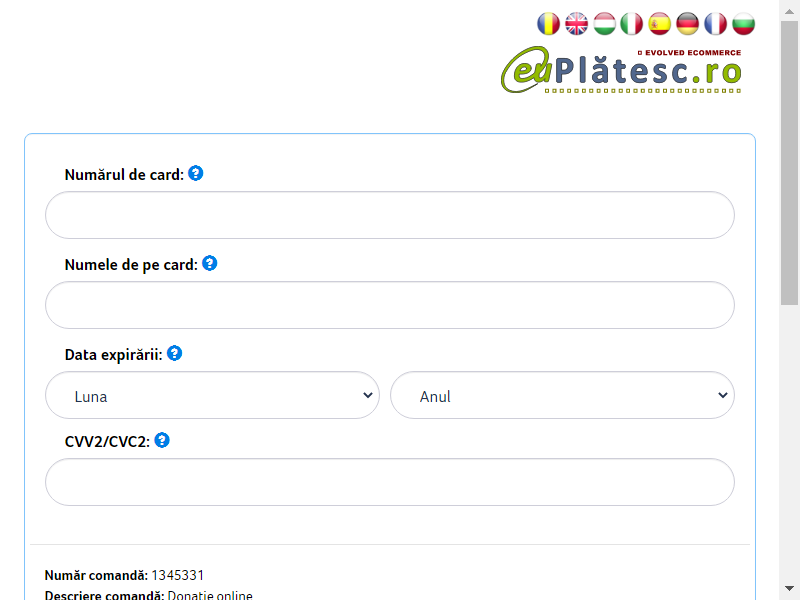 EVOLVED ECOMMERCE
euPlătesc.ro
Numărul de card:
Numele de pe card:
Data expirării:
Luna
Anul
CVV2/CVC2:
Număr comandă: 1345331
Descriere comandă: Donatie online